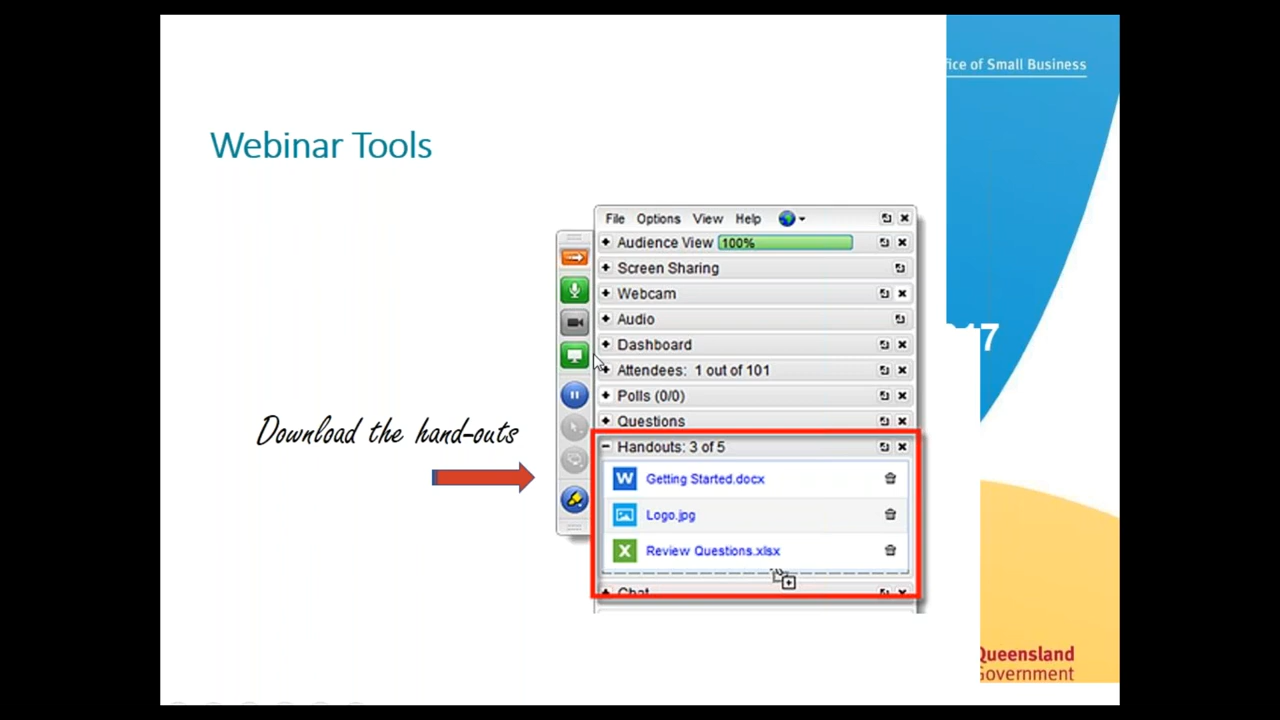 fice of Small Business
Webinar Tools
File Options View Help
Audience View 100%
Screen Sharing
Webcam
17
Audio
Dashboard
Attendees: 1 out of 101
Polls (0/0)
Questions
Download the hand-outs
Handouts: 3 of 5
W Getting Started.docx
Logo.jpg
X Review Questions.xlsx
Chat
Queensland
Government